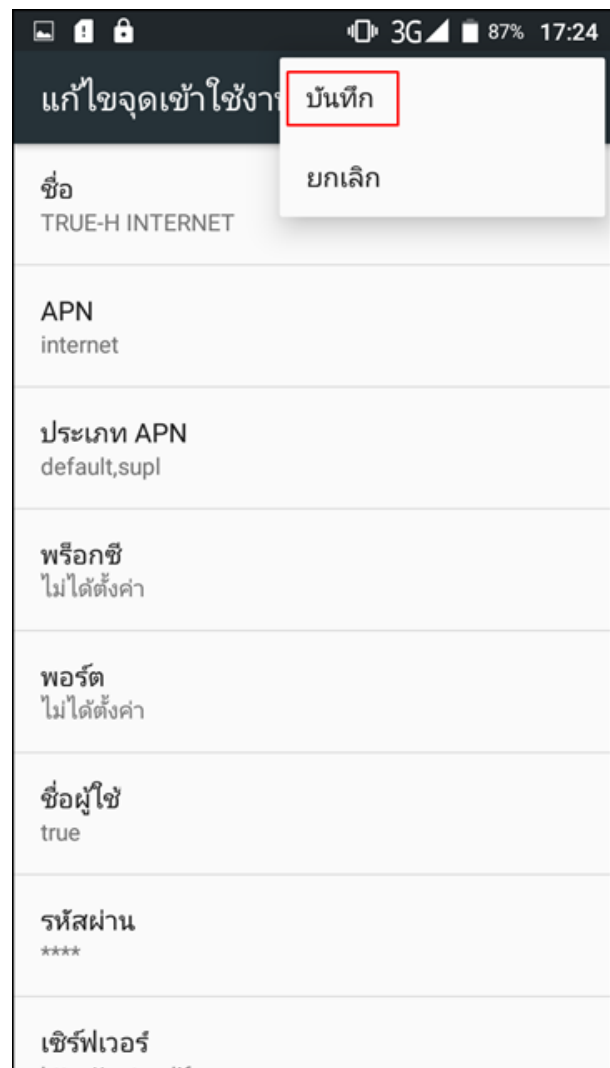 3G 87% 17:24
แก้ไขจุดเข้าใช้งา
บันทึก
ยกเลิก
ชื่อ
TRUE-H INTERNET
APN
internet
ประเภท APN
default,supl
พร็อกซี
ไม่ได้ตั้งค่า
พอร์ต
ไม่ได้ตั้งค่า
ชื่อผู้ใช้
true
รหัสผ่าน
****
เซิร์ฟเวอร์